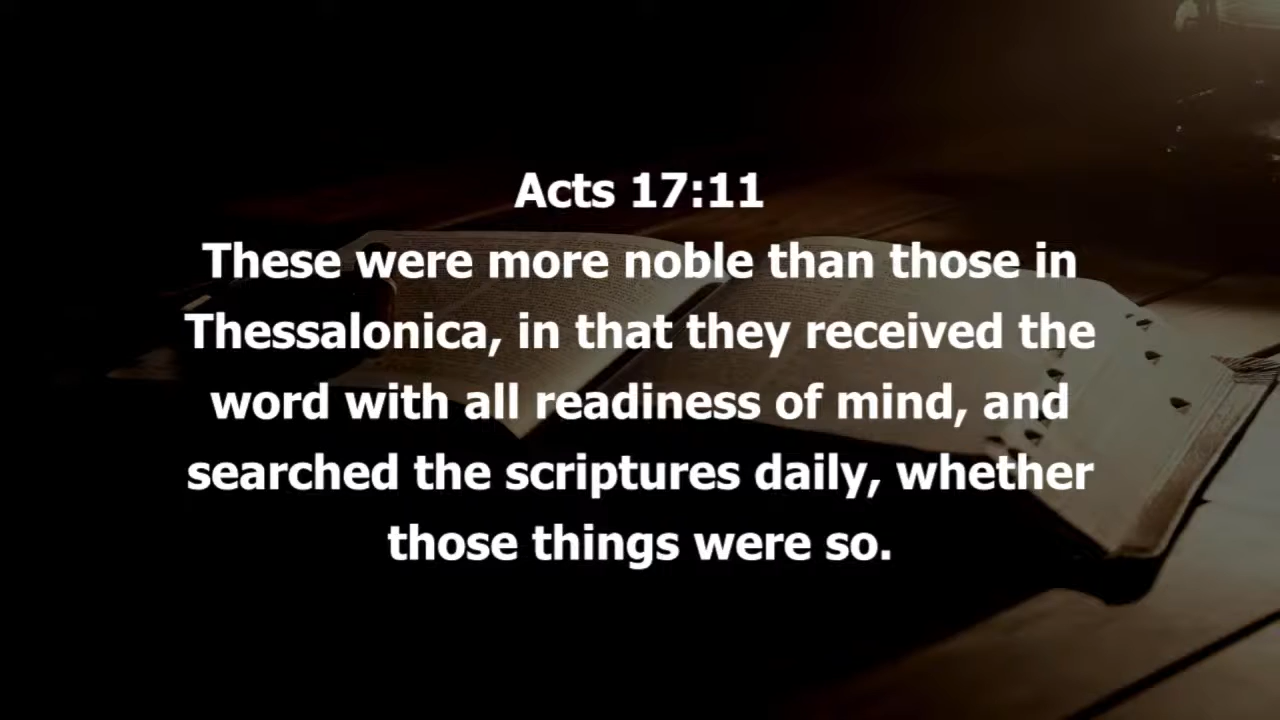 Acts 17:11
These were more noble than those in
Thessalonica, in that they received the
word with all readiness of mind, and
searched the scriptures daily, whether
those things were so.